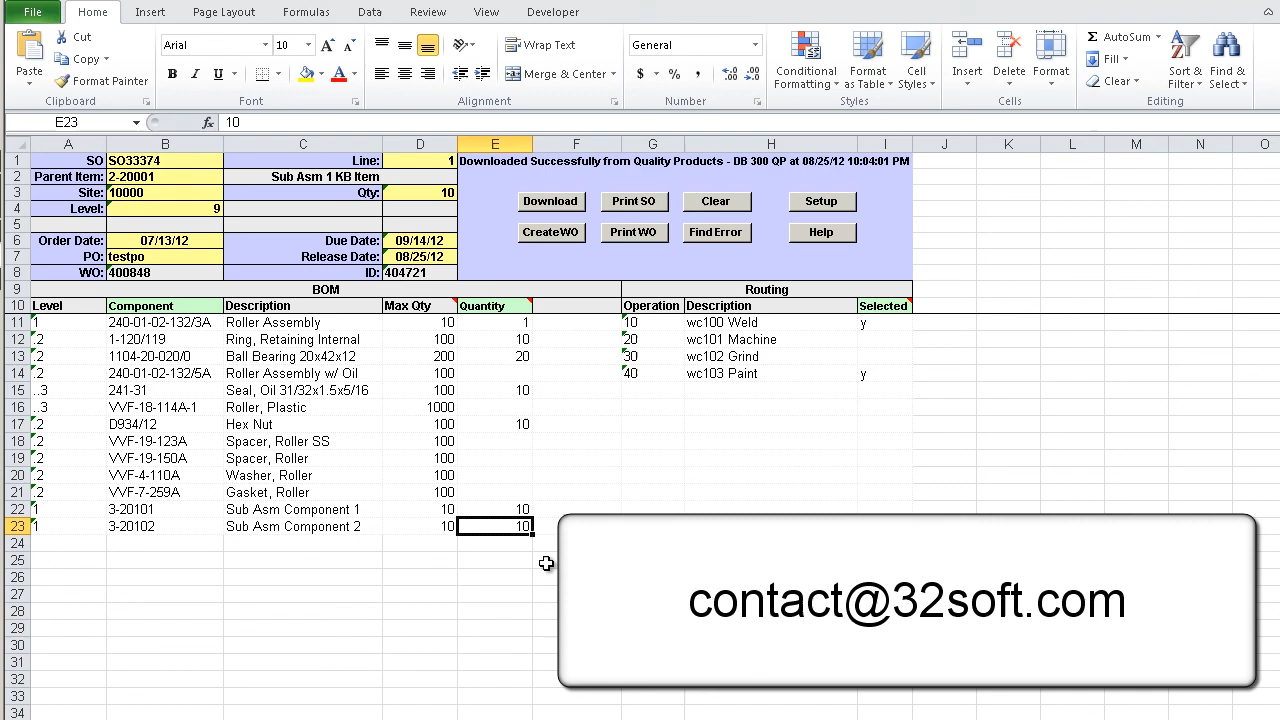 File Home Insert Page Layout Formulas Data Review View Developer
Cut
Copy
Format Painter
Paste
Clipboard
Arial 10
B I U
Font
Wrap Text
Merge & Center
Alignment
General
$ % ,
Number
Conditional Formatting
Format as Table
Cell Styles
Styles
Insert Delete Format
Cells
AutoSum
Fill
Clear
Sort & Filter
Find & Select
Editing
E23 fx 10
A B C D E F G H I J K L M N O
1 SO SO33374 Line: 1 Downloaded Successfully from Quality Products - DB 300 QP at 08/25/12 10:04:01 PM
2 Parent Item: 2-20001 Sub Asm 1 KB Item
3 Site: 10000 Qty: 10 Download Print SO Clear Setup
4 Level: 9
5
6 Order Date: 07/13/12 Due Date: 09/14/12 Create WO Print WO Find Error Help
7 PO: testpo Release Date: 08/25/12
8 WO: 400848 ID: 404721
9 BOM Routing
10 Level Component Description Max Qty Quantity Operation Description Selected
11 1 240-01-02-132/3A Roller Assembly 10 1 10 wc100 Weld y
12 .2 1-120/119 Ring, Retaining Internal 100 10 20 wc101 Machine
13 .2 1104-20-020/0 Ball Bearing 20x42x12 200 20 30 wc102 Grind
14 .2 240-01-02-132/5A Roller Assembly w/ Oil 100 40 wc103 Paint y
15 ..3 241-31 Seal, Oil 31/32x1.5x5/16 100 10
16 ..3 VVF-18-114A-1 Roller, Plastic 1000
17 .2 D934/12 Hex Nut 100 10
18 .2 VVF-19-123A Spacer, Roller SS 100
19 .2 VVF-19-150A Spacer, Roller 100
20 .2 VVF-4-110A Washer, Roller 100
21 .2 VVF-7-259A Gasket, Roller 100
22 1 3-20101 Sub Asm Component 1 10 10
23 1 3-20102 Sub Asm Component 2 10 10
24
25
26
27
28
29
30
31
32
33
contact@32soft.com